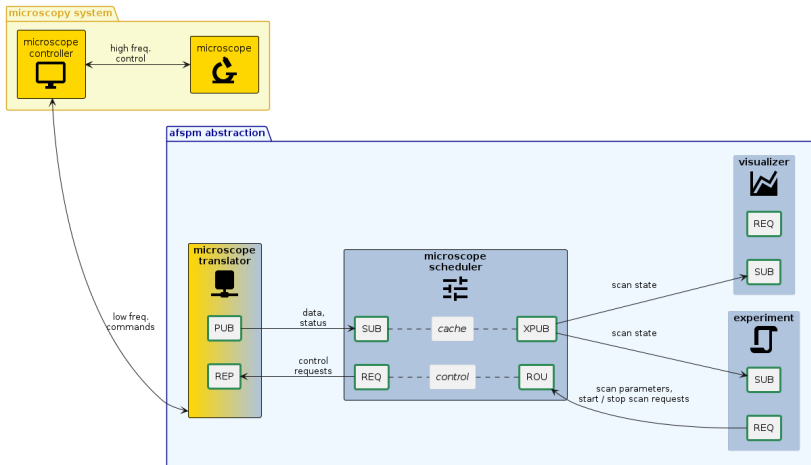 microscopy system
microscope
controller
high freq.
control
microscope
afspm abstraction
visualizer
REQ
SUB
microscope
translator
PUB
REP
low freq.
commands
data,
status
control
requests
microscope
scheduler
SUB
cache
XPUB
REQ
control
ROU
scan state
scan state
scan parameters,
start / stop scan requests
experiment
SUB
REQ